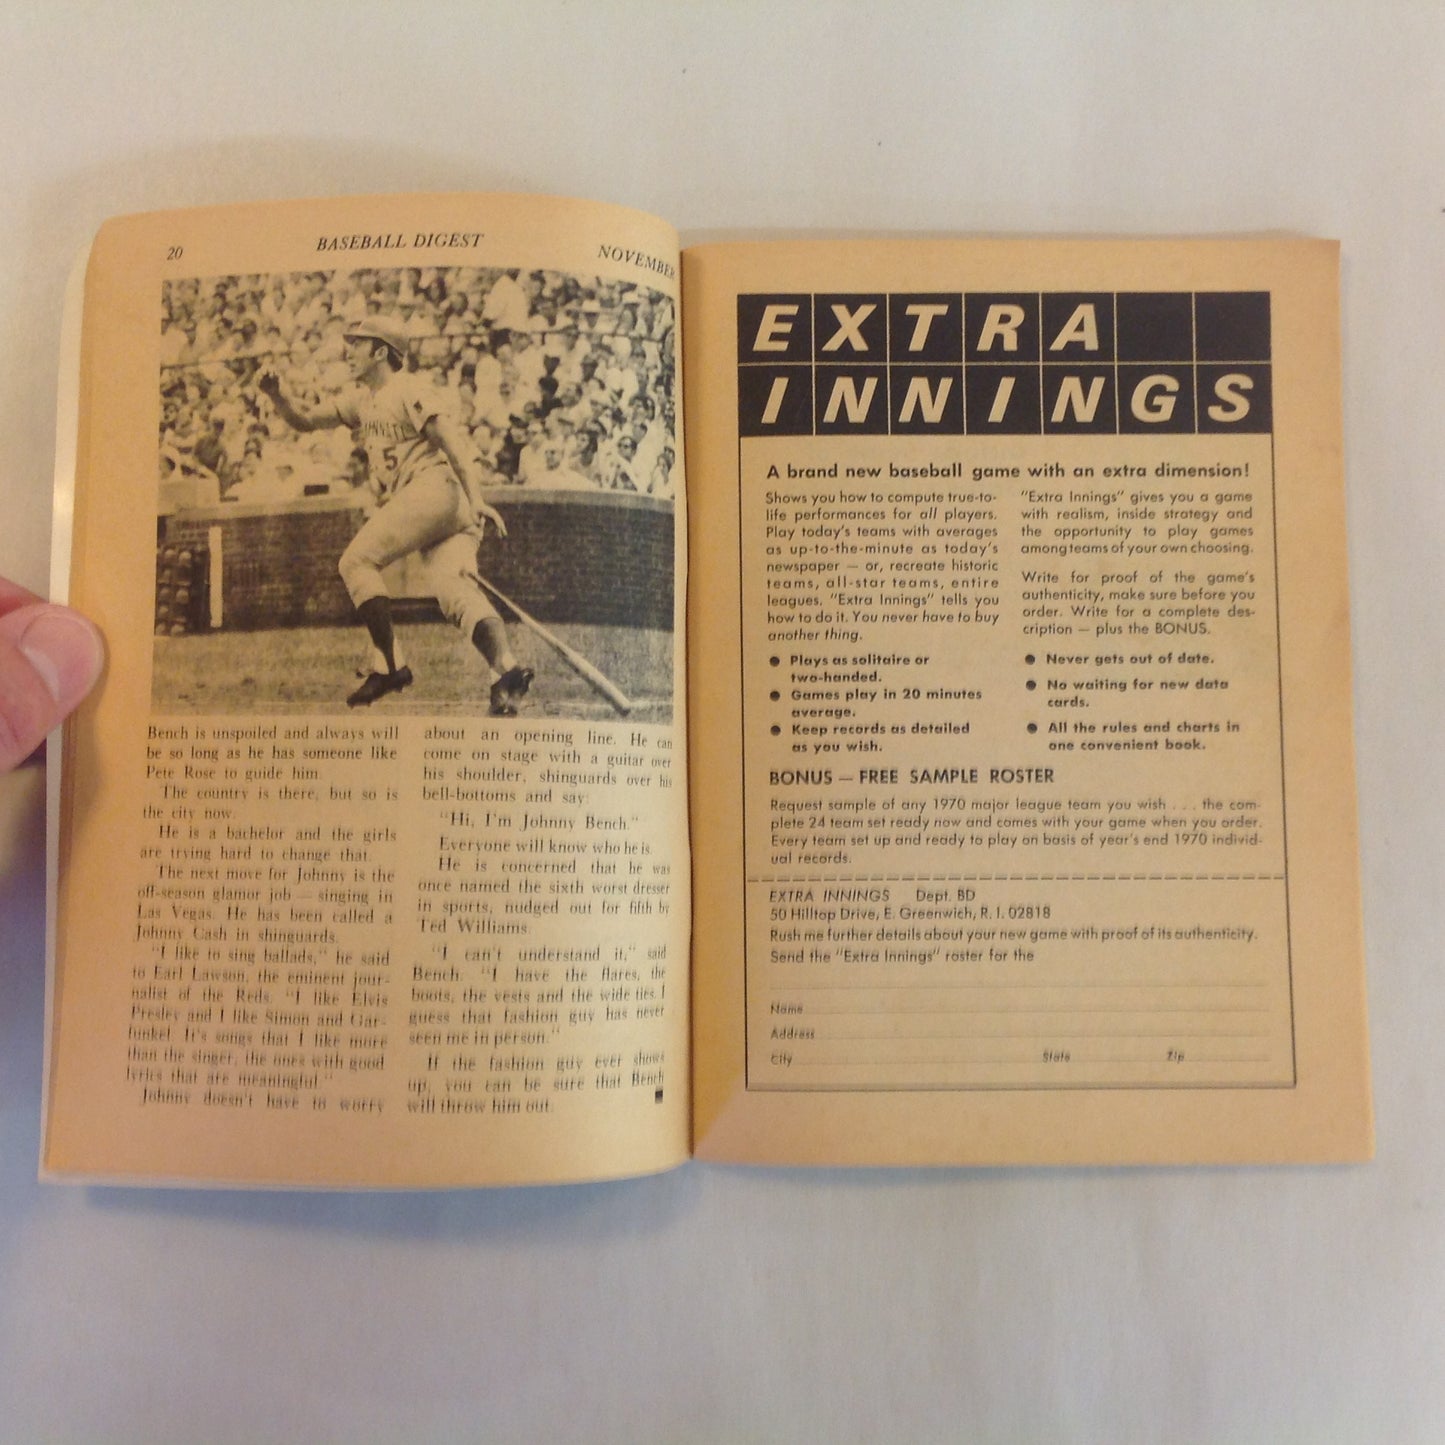 20
BASEBALL DIGEST
NOVEMBER
5
Bench is unspoiled and always will
be so long as he has someone like
Pete Rose to guide him.
The country is there, but so is
the city now.
He is a bachelor and the girls
are trying hard to change that.
The next move for Johnny is the
off-season glamor job — singing in
Las Vegas. He has been called a
Johnny Cash in shinguards.
"I like to sing ballads," he said
to Earl Lawson, the eminent jour-
nalist of the Reds. "I like Elvis
Presley and I like Simon and Gar-
funkel. It's songs that I like more
than the singer, the ones with good
lyrics that are meaningful."
Johnny doesn't have to worry
about an opening line. He can
come on stage with a guitar over
his shoulder, shinguards over his
bell-bottoms and say:
"Hi, I'm Johnny Bench."
Everyone will know who he is.
He is concerned that he was
once named the sixth worst dresser
in sports, nudged out for fifth by
Ted Williams.
"I can't understand it," said
Bench. "I have the flares, the
boots, the vests and the wide ties. I
guess that fashion guy has never
seen me in person."
If the fashion guy ever shows
up, you can be sure that Bench
will throw him out.
EXTRA
INNINGS
A brand new baseball game with an extra dimension!
Shows you how to compute true-to-
life performances for all players.
Play today's teams with averages
as up-to-the-minute as today's
newspaper — or, recreate historic
teams, all-star teams, entire
leagues. "Extra Innings" tells you
how to do it. You never have to buy
another thing.
"Extra Innings" gives you a game
with realism, inside strategy and
the opportunity to play games
among teams of your own choosing.
Write for proof of the game's
authenticity, make sure before you
order. Write for a complete des-
cription — plus the BONUS.
● Plays as solitaire or
two-handed.
● Games play in 20 minutes
average.
● Keep records as detailed
as you wish.
● Never gets out of date.
● No waiting for new data
cards.
● All the rules and charts in
one convenient book.
BONUS — FREE SAMPLE ROSTER
Request sample of any 1970 major league team you wish . . . the com-
plete 24 team set ready now and comes with your game when you order.
Every team set up and ready to play on basis of year's end 1970 individ-
ual records.
EXTRA INNINGS Dept. BD
50 Hilltop Drive, E. Greenwich, R. I. 02818
Rush me further details about your new game with proof of its authenticity.
Send the "Extra Innings" roster for the
Name
Address
City State Zip